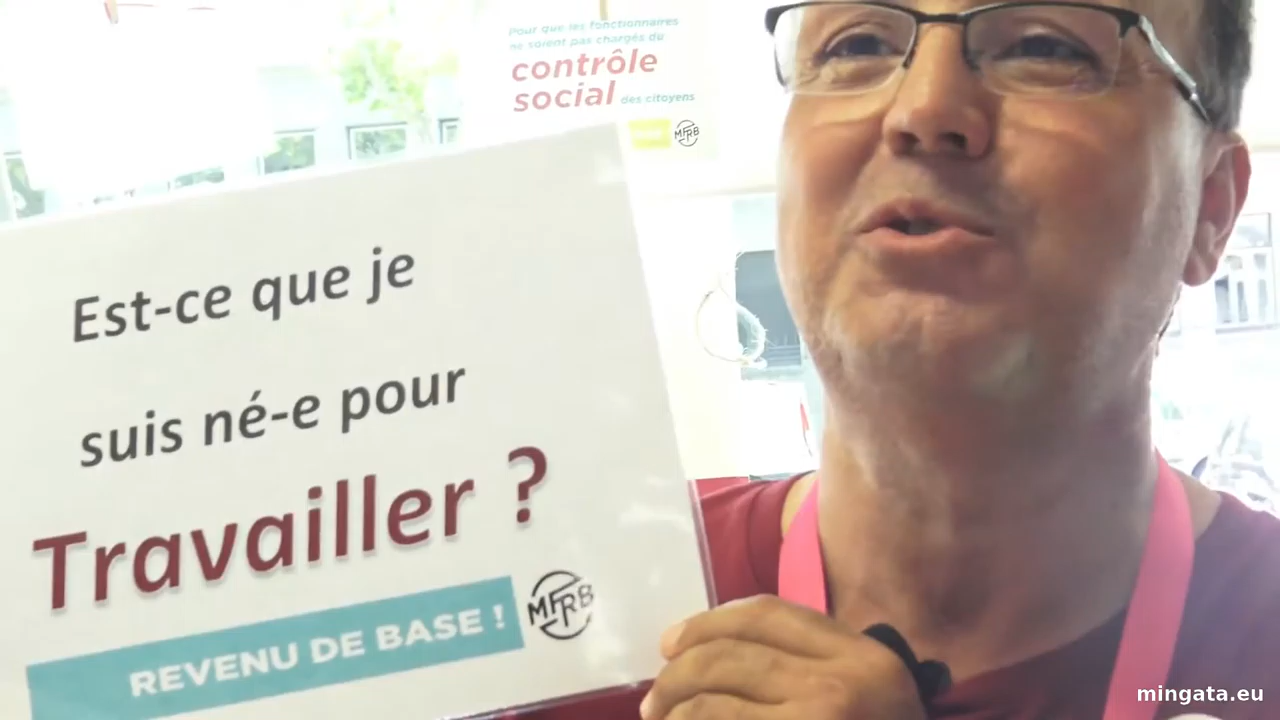 Pour que les fonctionnaires
ne soient pas chargés du
contrôle
social des citoyens
MFRB
Est-ce que je
suis né-e pour
Travailler ?
REVENU DE BASE !
MFRB
mingata.eu